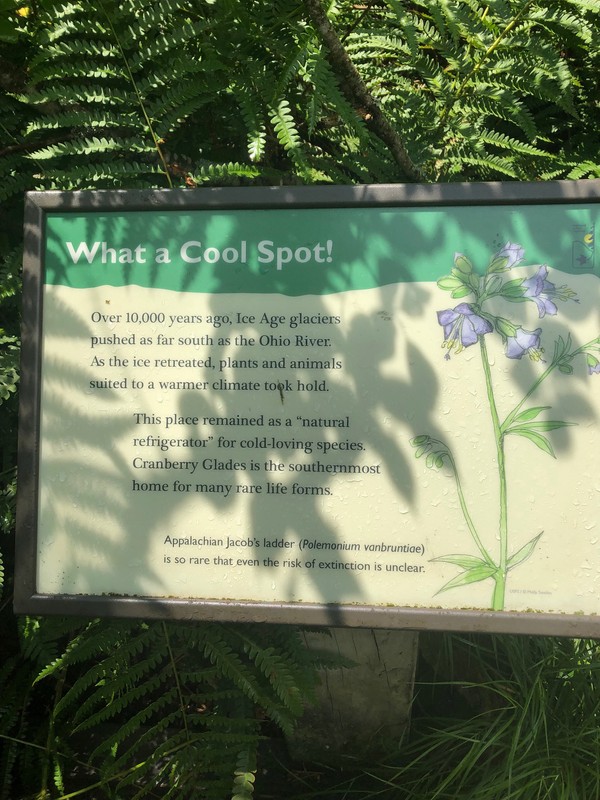 What a Cool Spot!
Over 10,000 years ago, Ice Age glaciers
pushed as far south as the Ohio River.
As the ice retreated, plants and animals
suited to a warmer climate took hold.
This place remained as a "natural
refrigerator" for cold-loving species.
Cranberry Glades is the southernmost
home for many rare life forms.
Appalachian Jacob's ladder (Polemonium vanbruntiae)
is so rare that even the risk of extinction is unclear.